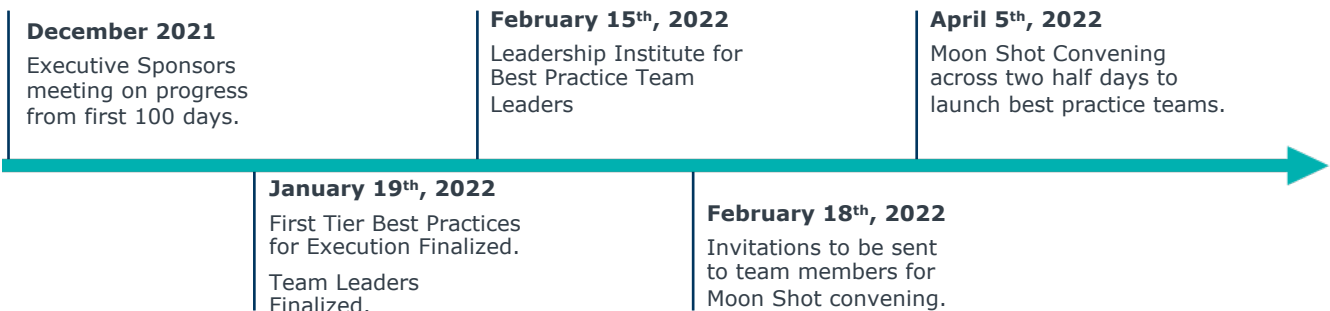 December 2021
Executive Sponsors
meeting on progress
from first 100 days.
January 19th, 2022
First Tier Best Practices
for Execution Finalized.
Team Leaders
Finalized.
February 15th, 2022
Leadership Institute for
Best Practice Team
Leaders
February 18th, 2022
Invitations to be sent
to team members for
Moon Shot convening.
April 5th, 2022
Moon Shot Convening
across two half days to
launch best practice teams.